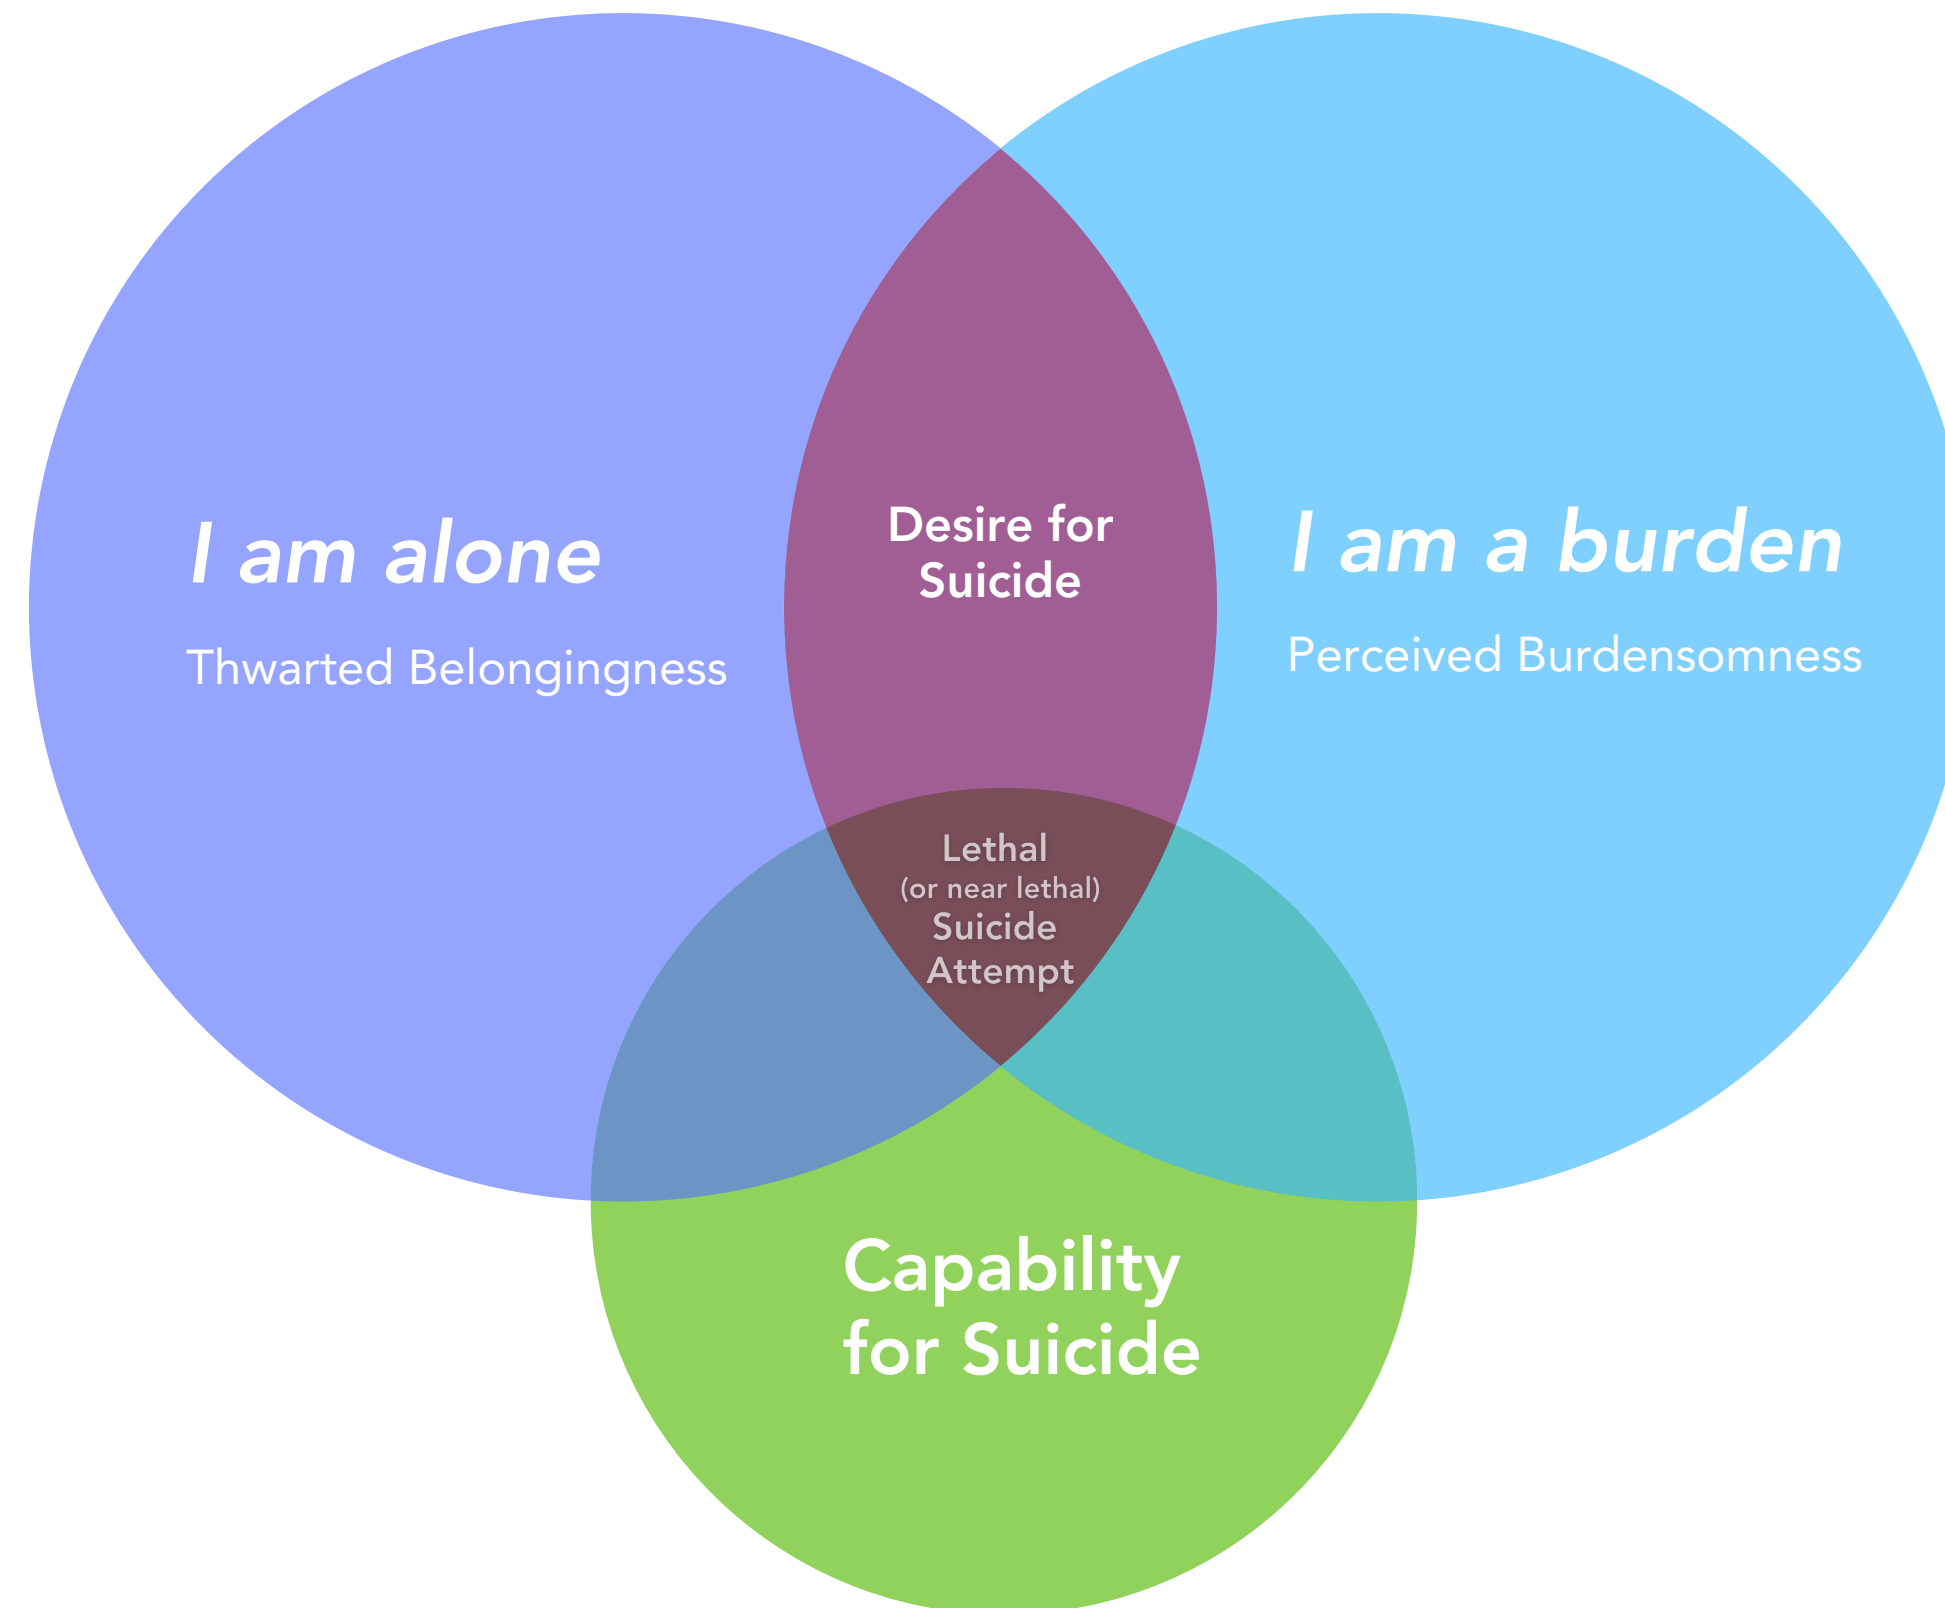 I am alone
Thwarted Belongingness
Desire for
Suicide
I am a burden
Perceived Burdensomness
Lethal
(or near lethal)
Suicide
Attempt
Capability
for Suicide